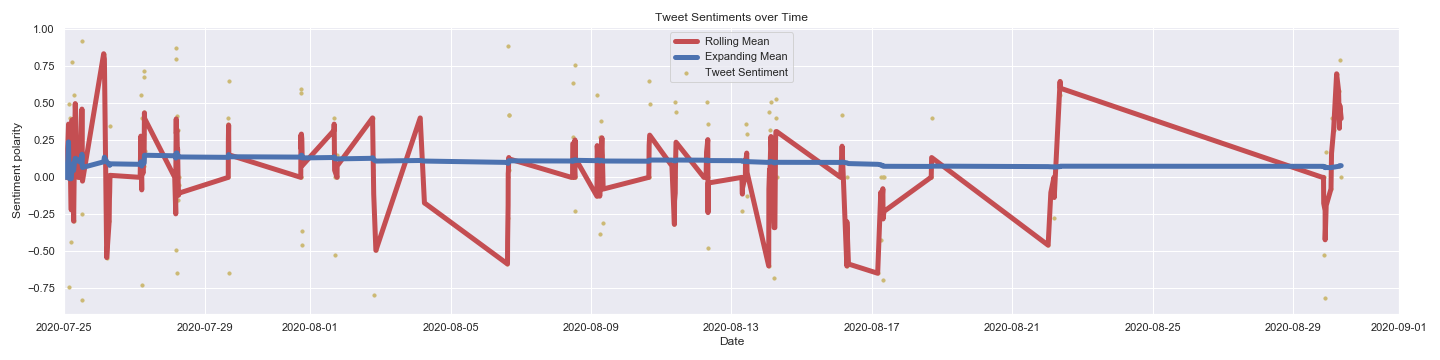 Tweet Sentiments over Time
Rolling Mean
Expanding Mean
Tweet Sentiment
Sentiment polarity
1.00
0.75
0.50
0.25
0.00
−0.25
−0.50
−0.75
2020-07-25 2020-07-29 2020-08-01 2020-08-05 2020-08-09 2020-08-13 2020-08-17 2020-08-21 2020-08-25 2020-08-29 2020-09-01
Date